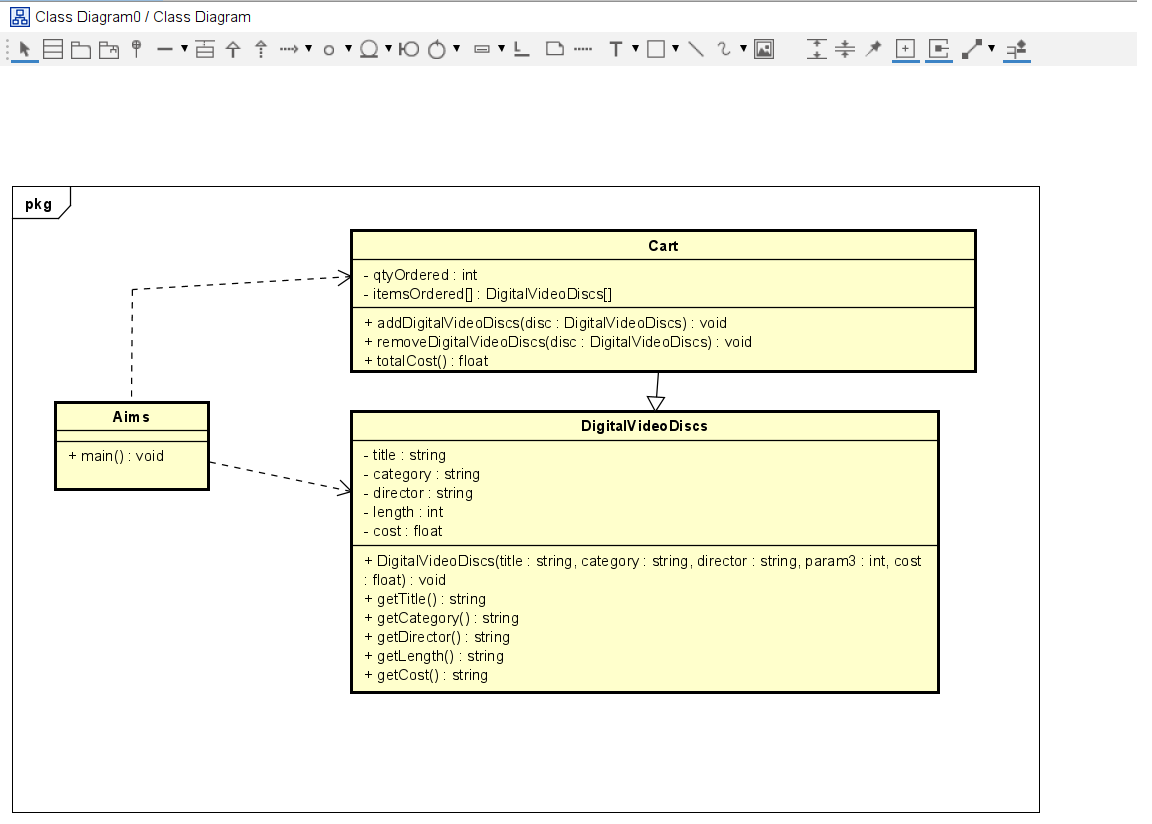 Class Diagram0 / Class Diagram
pkg
Cart
- qtyOrdered : int
- itemsOrdered[] : DigitalVideoDiscs[]
+ addDigitalVideoDiscs(disc : DigitalVideoDiscs) : void
+ removeDigitalVideoDiscs(disc : DigitalVideoDiscs) : void
+ totalCost() : float
Aims
+ main() : void
DigitalVideoDiscs
- title : string
- category : string
- director : string
- length : int
- cost : float
+ DigitalVideoDiscs(title : string, category : string, director : string, param3 : int, cost
: float) : void
+ getTitle() : string
+ getCategory() : string
+ getDirector() : string
+ getLength() : string
+ getCost() : string